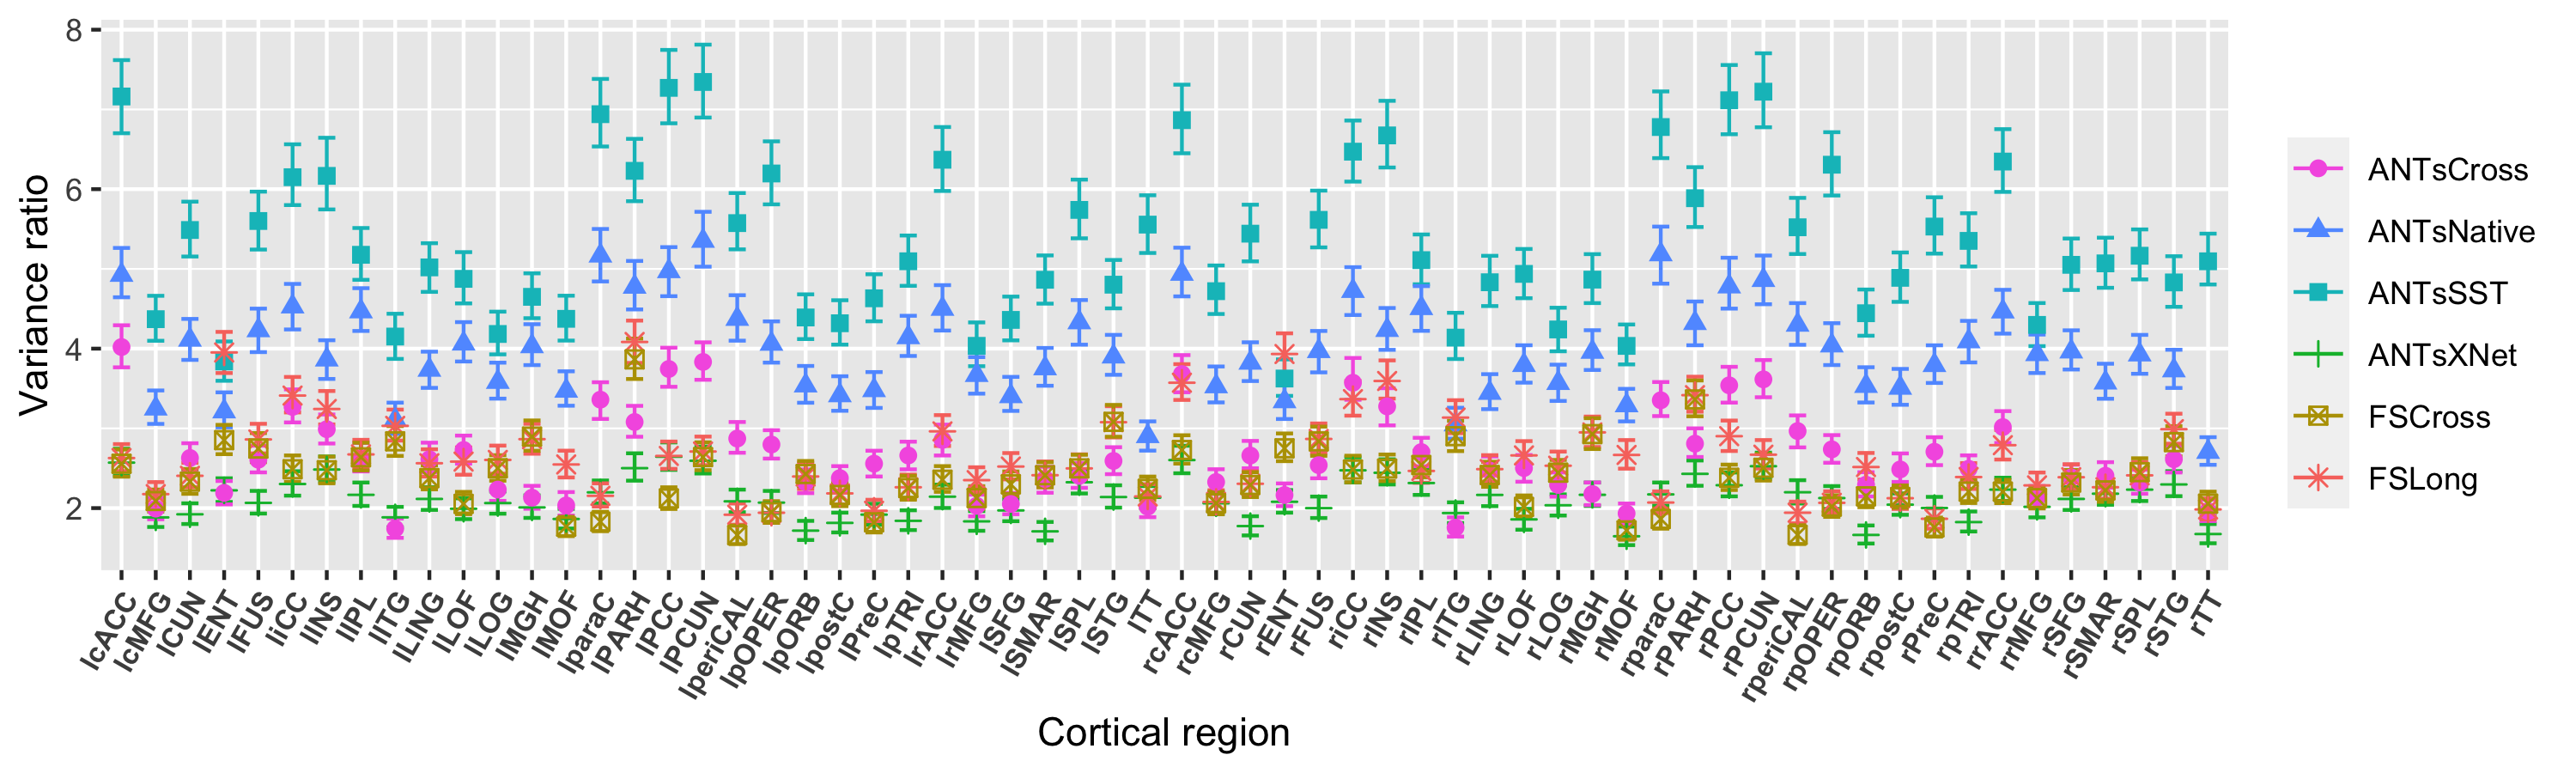 Variance ratio
8
6
4
2
lcACC
lcMFG
lCUN
lENT
lFUS
liCC
lINS
lIPL
lITG
lLING
lLOF
lLOG
lMGH
lMOF
lparaC
lPARH
lPCC
lPCUN
lperiCAL
lpOPER
lpORB
lpostC
lPreC
lpTRI
lrACC
lrMFG
lSFG
lSMAR
lSPL
lSTG
lTT
rcACC
rcMFG
rCUN
rENT
rFUS
riCC
rINS
rIPL
rITG
rLING
rLOF
rLOG
rMGH
rMOF
rparaC
rPARH
rPCC
rPCUN
rperiCAL
rpOPER
rpORB
rpostC
rPreC
rpTRI
rrACC
rrMFG
rSFG
rSMAR
rSPL
rSTG
rTT
Cortical region
ANTsCross
ANTsNative
ANTsSST
ANTsXNet
FSCross
FSLong